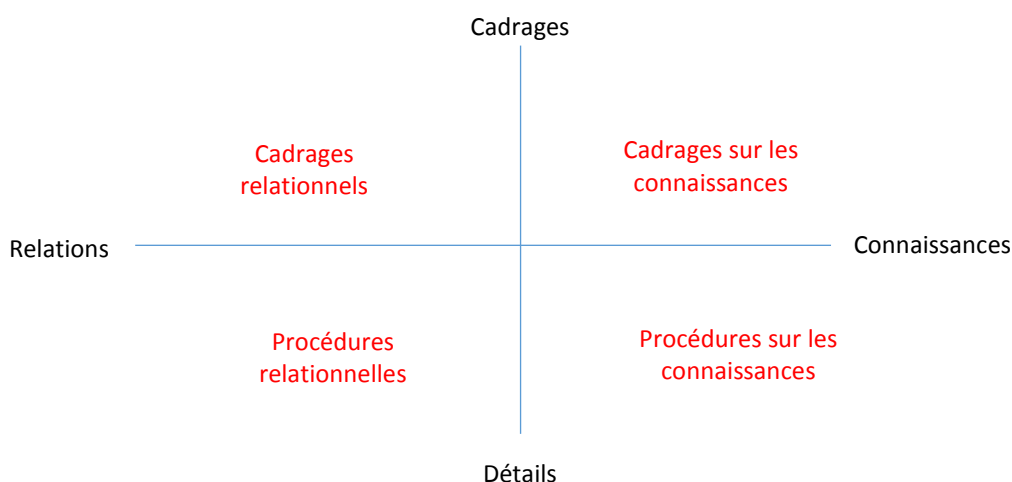 Cadrages
Cadrages
relationnels
Cadrages sur les
connaissances
Relations
Connaissances
Procédures
relationnelles
Procédures sur les
connaissances
Détails